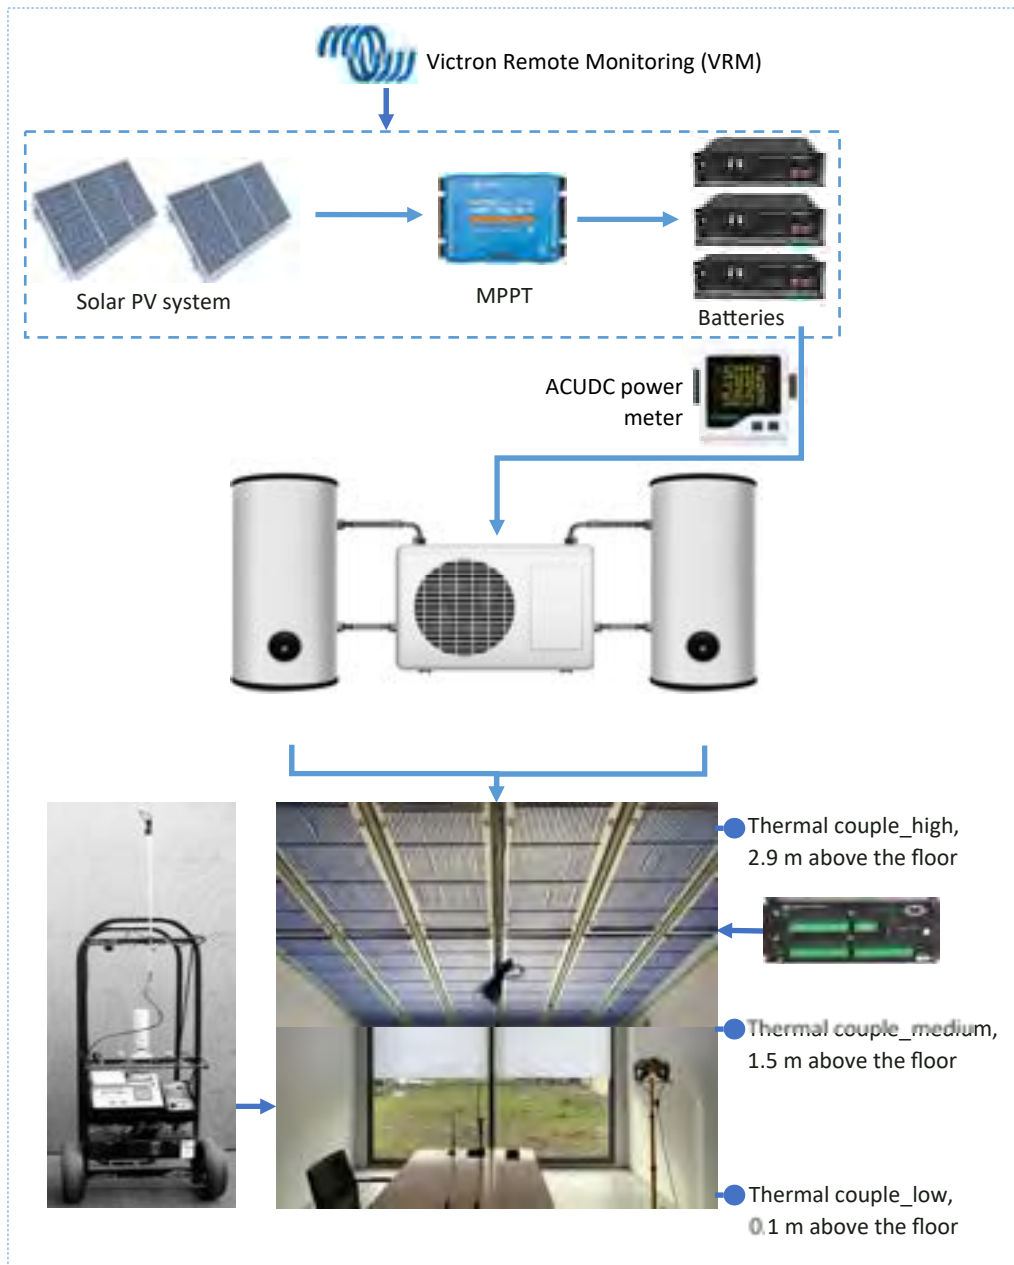 Victron Remote Monitoring (VRM)
Solar PV system
MPPT
Batteries
ACUDC power
meter
Thermal couple_high,
2.9 m above the floor
Thermal couple_medium,
1.5 m above the floor
Thermal couple_low,
0.1 m above the floor